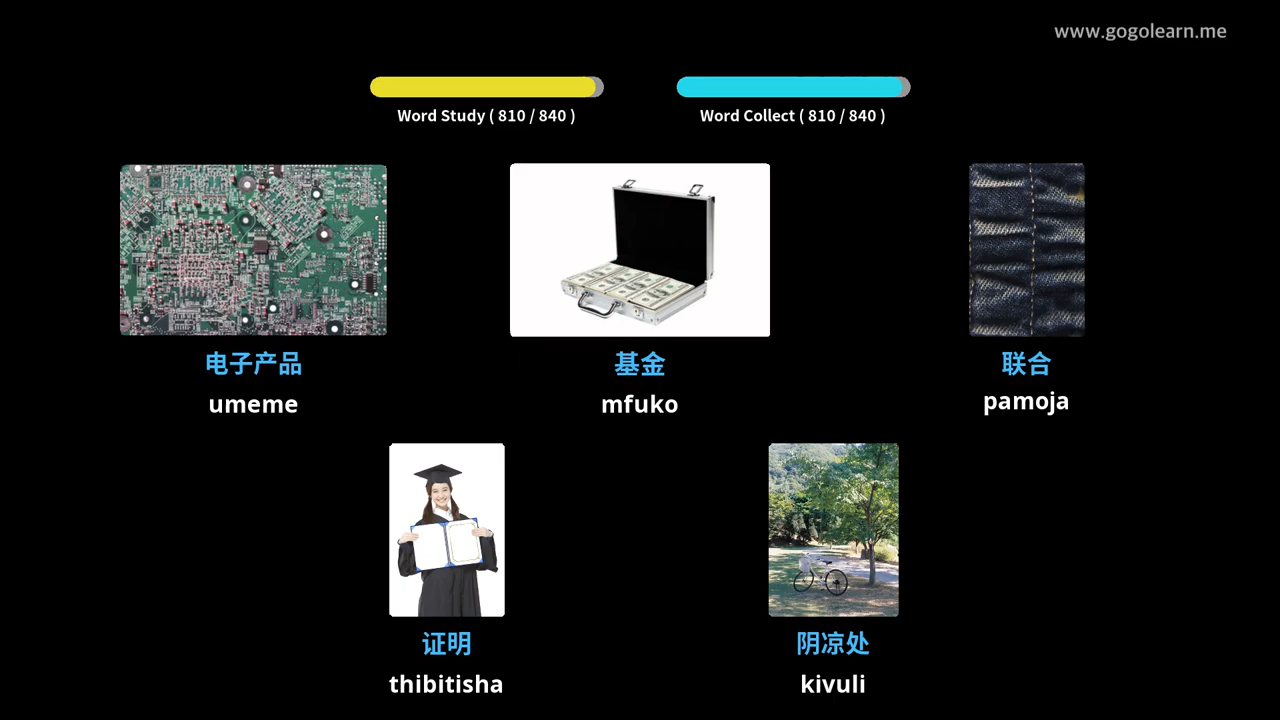 www.gogolearn.me
Word Study ( 810 / 840 )
Word Collect ( 810 / 840 )
电子产品
umeme
基金
mfuko
联合
pamoja
证明
thibitisha
阴凉处
kivuli